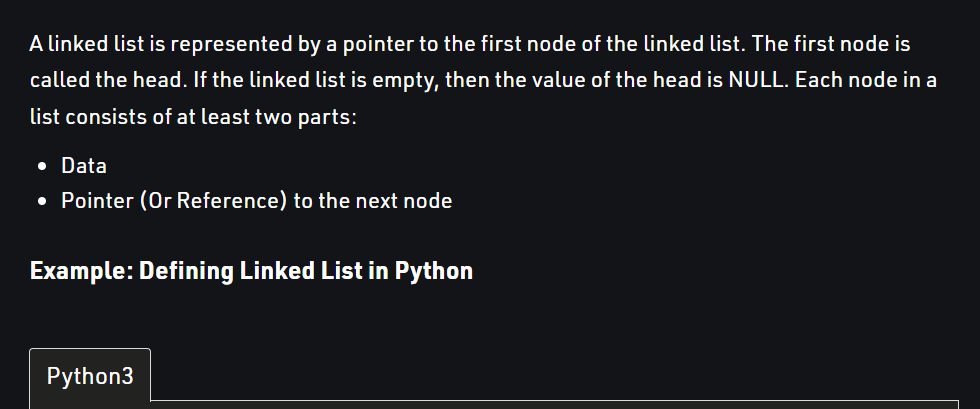 A linked list is represented by a pointer to the first node of the linked list. The first node is
called the head. If the linked list is empty, then the value of the head is NULL. Each node in a
list consists of at least two parts:
• Data
• Pointer (Or Reference) to the next node
Example: Defining Linked List in Python
Python3